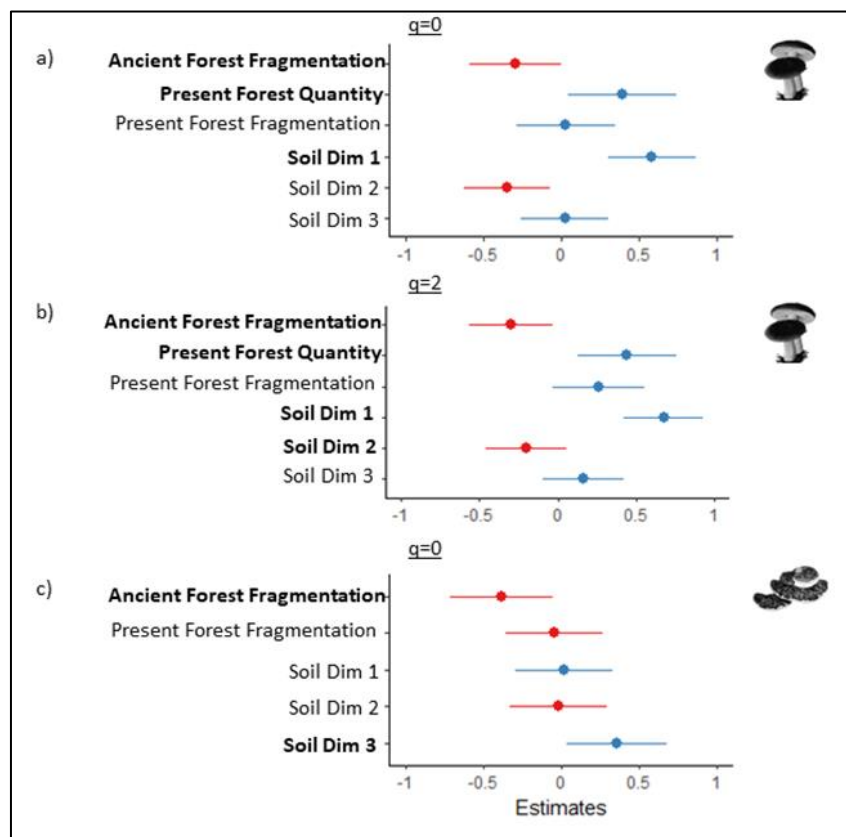 q=0
a)
Ancient Forest Fragmentation
Present Forest Quantity
Present Forest Fragmentation
Soil Dim 1
Soil Dim 2
Soil Dim 3
-1 -0.5 0 0.5 1
q=2
b)
Ancient Forest Fragmentation
Present Forest Quantity
Present Forest Fragmentation
Soil Dim 1
Soil Dim 2
Soil Dim 3
-1 -0.5 0 0.5 1
q=0
c)
Ancient Forest Fragmentation
Present Forest Fragmentation
Soil Dim 1
Soil Dim 2
Soil Dim 3
-1 -0.5 0 0.5 1
Estimates